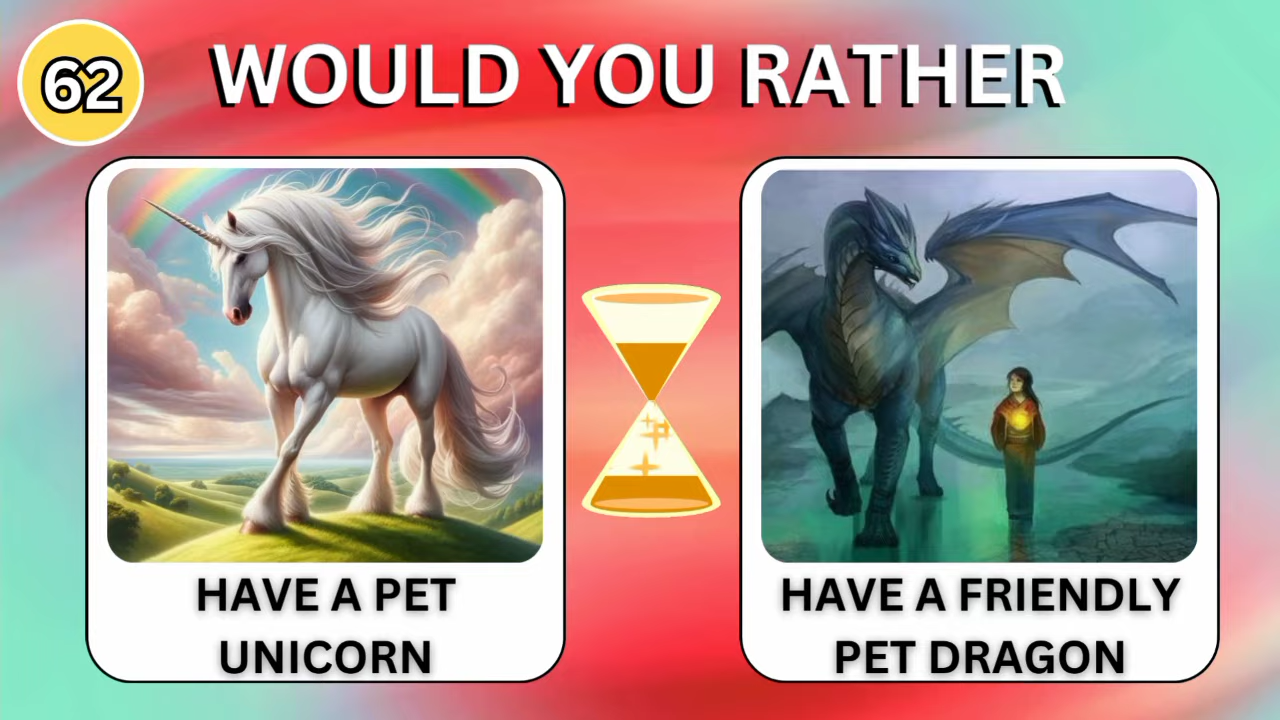 62
WOULD YOU RATHER
HAVE A PET
UNICORN
HAVE A FRIENDLY
PET DRAGON